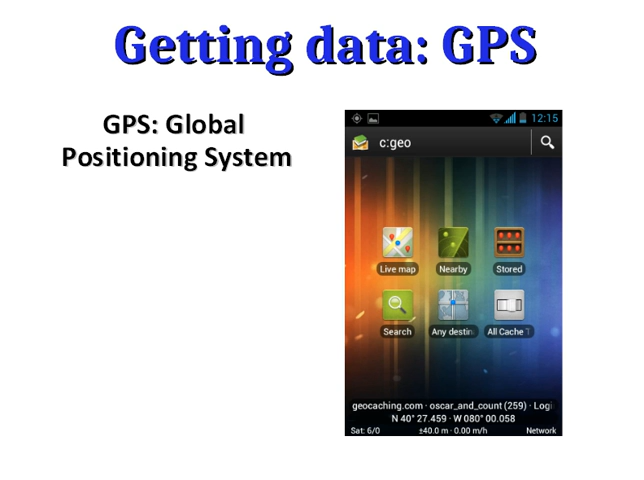 Getting data: GPS
GPS: Global
Positioning System
12:15
c:geo
Live map Nearby Stored
Search Any destin All Cache T
geocaching.com · oscar_and_count (259) · Logi
N 40° 27.459 · W 080° 00.058
Sat: 6/0 ±40.0 m · 0.00 m/h Network